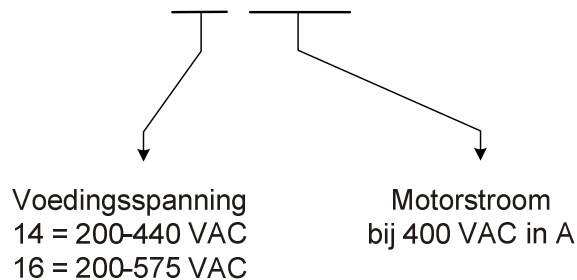 Voedingsspanning
14 = 200-440 VAC
16 = 200-575 VAC
Motorstroom
bij 400 VAC in A